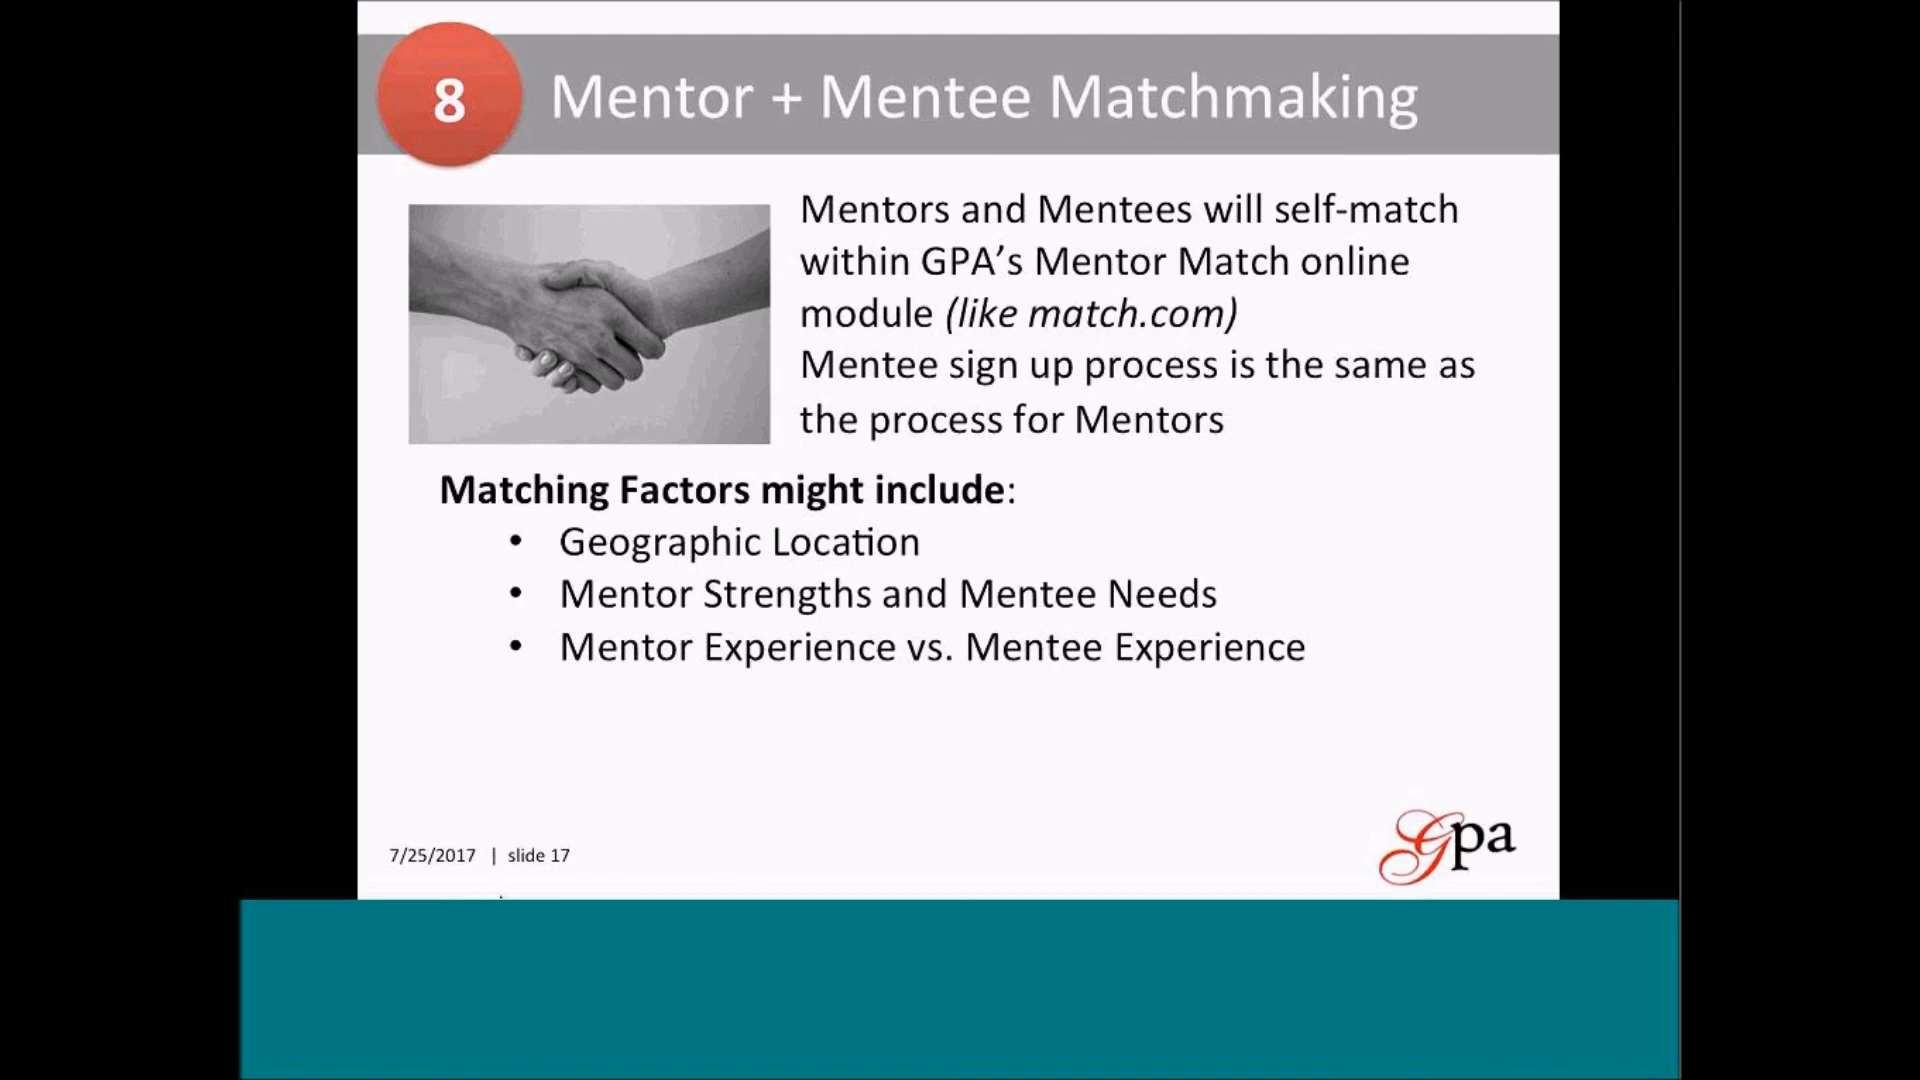 8
Mentor + Mentee Matchmaking
Mentors and Mentees will self-match
within GPA’s Mentor Match online
module (like match.com)
Mentee sign up process is the same as
the process for Mentors
Matching Factors might include:
• Geographic Location
• Mentor Strengths and Mentee Needs
• Mentor Experience vs. Mentee Experience
7/25/2017 | slide 17
Gpa